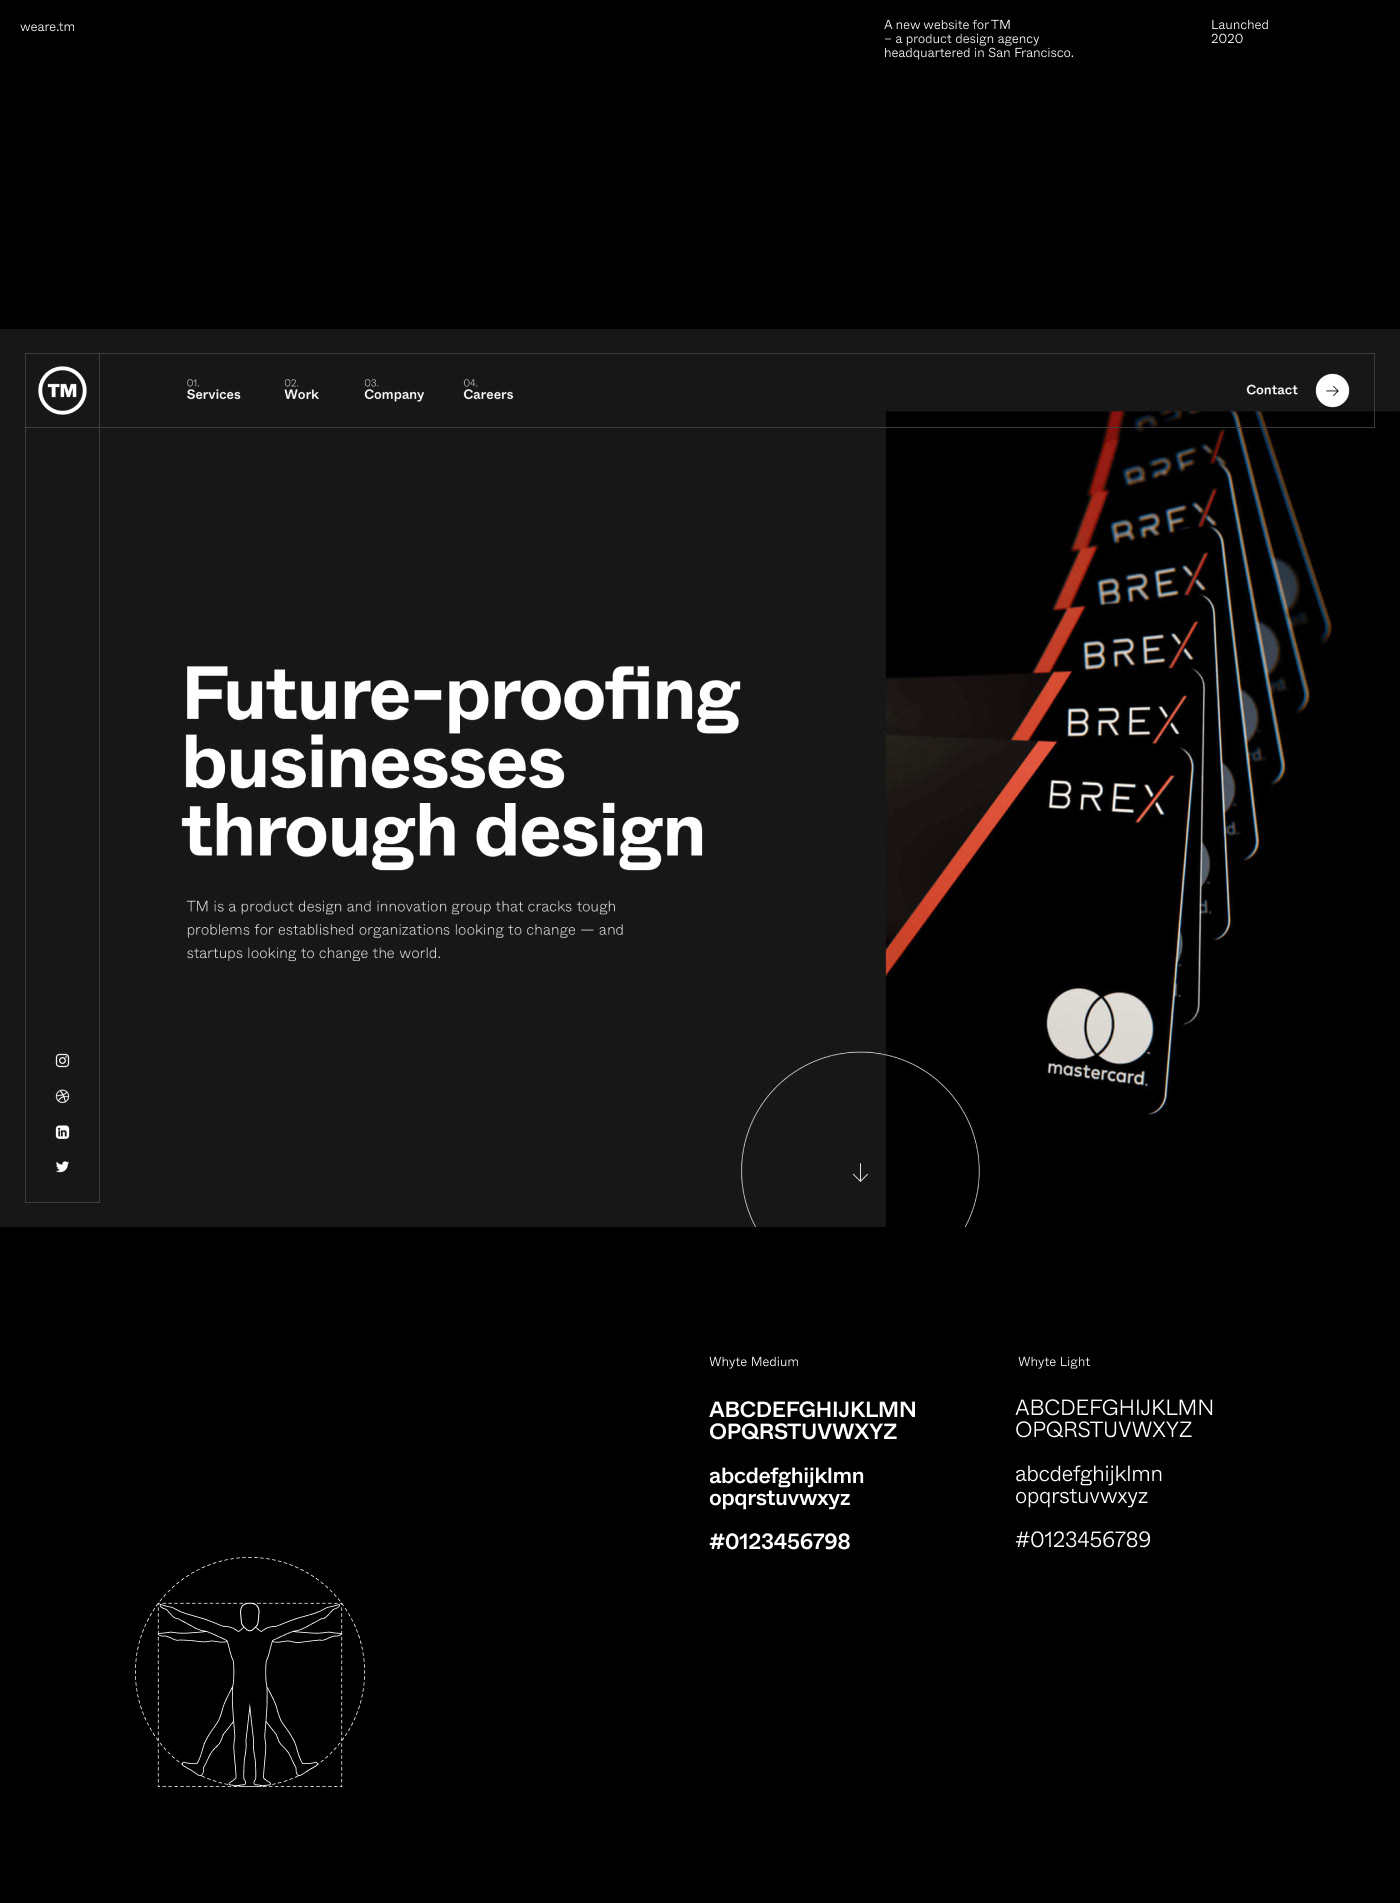 weare.tm
A new website for TM
– a product design agency
headquartered in San Francisco.
Launched
2020
TM
01.
Services
02.
Work
03.
Company
04.
Careers
Contact
BREX
BREX
BREX
BREX
BREX
BREX
Future-proofing
businesses
through design
TM is a product design and innovation group that cracks tough
problems for established organizations looking to change — and
startups looking to change the world.
mastercard.
in
Whyte Medium
ABCDEFGHIJKLMN
OPQRSTUVWXYZ
abcdefghijklmn
opqrstuvwxyz
#0123456798
Whyte Light
ABCDEFGHIJKLMN
OPQRSTUVWXYZ
abcdefghijklmn
opqrstuvwxyz
#0123456789